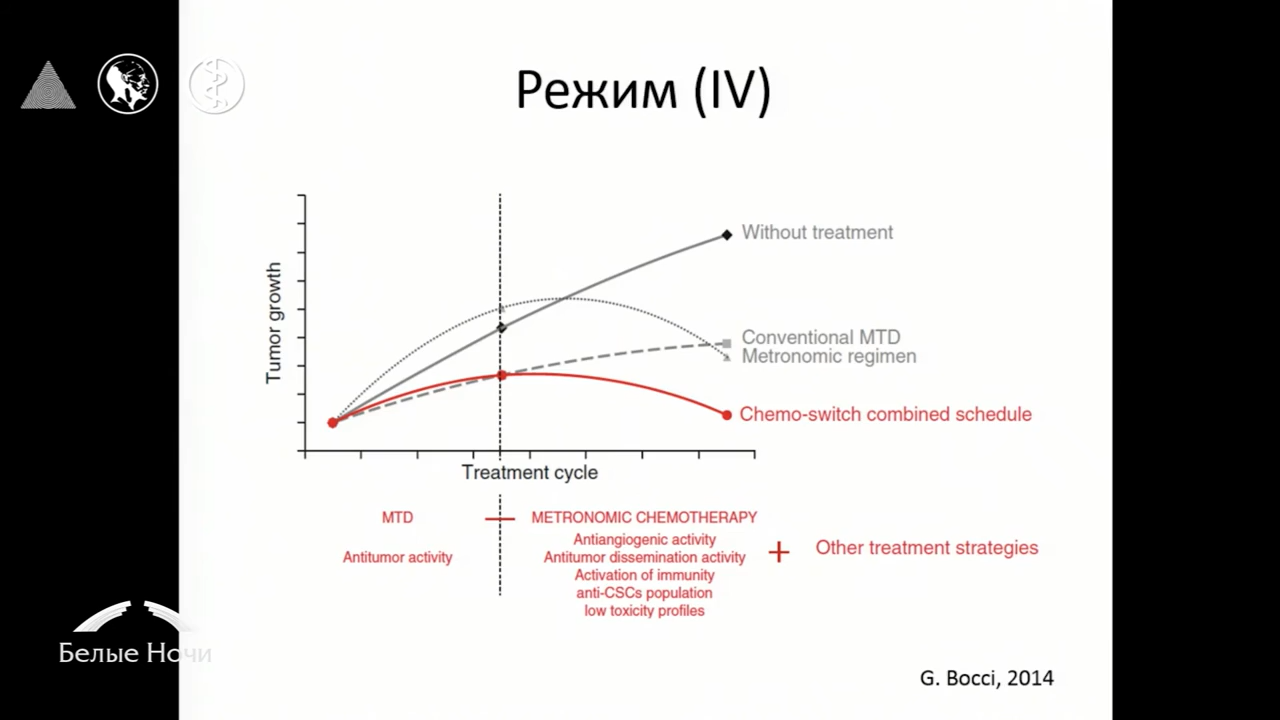 Режим (IV)
Tumor growth
Without treatment
Conventional MTD
Metronomic regimen
Chemo-switch combined schedule
Treatment cycle
MTD
Antitumor activity
METRONOMIC CHEMOTHERAPY
Antiangiogenic activity
Antitumor dissemination activity
Activation of immunity
anti-CSCs population
low toxicity profiles
+
Other treatment strategies
Белые Ночи
G. Bocci, 2014